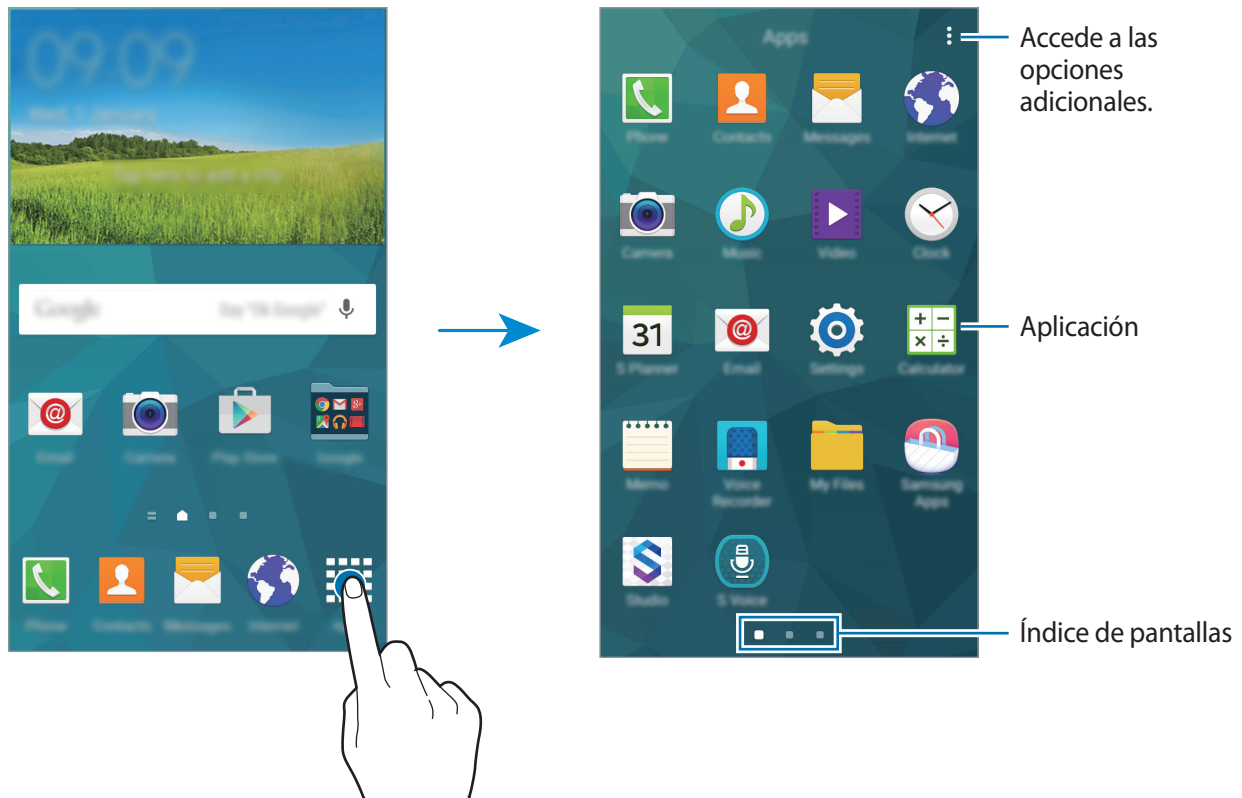 09:09
Wed, 1 January
Tap here to add a city
Google
Say "Ok Google"
Email
Camera
Play Store
Google
Phone
Contacts
Messages
Internet
Apps
Phone
Contacts
Messages
Internet
Camera
Music
Video
Clock
31
S Planner
Email
Settings
Calculator
Memo
Voice
Recorder
My Files
Samsung
Apps
Studio
S Voice
Accede a las
opciones
adicionales.
Aplicación
Índice de pantallas